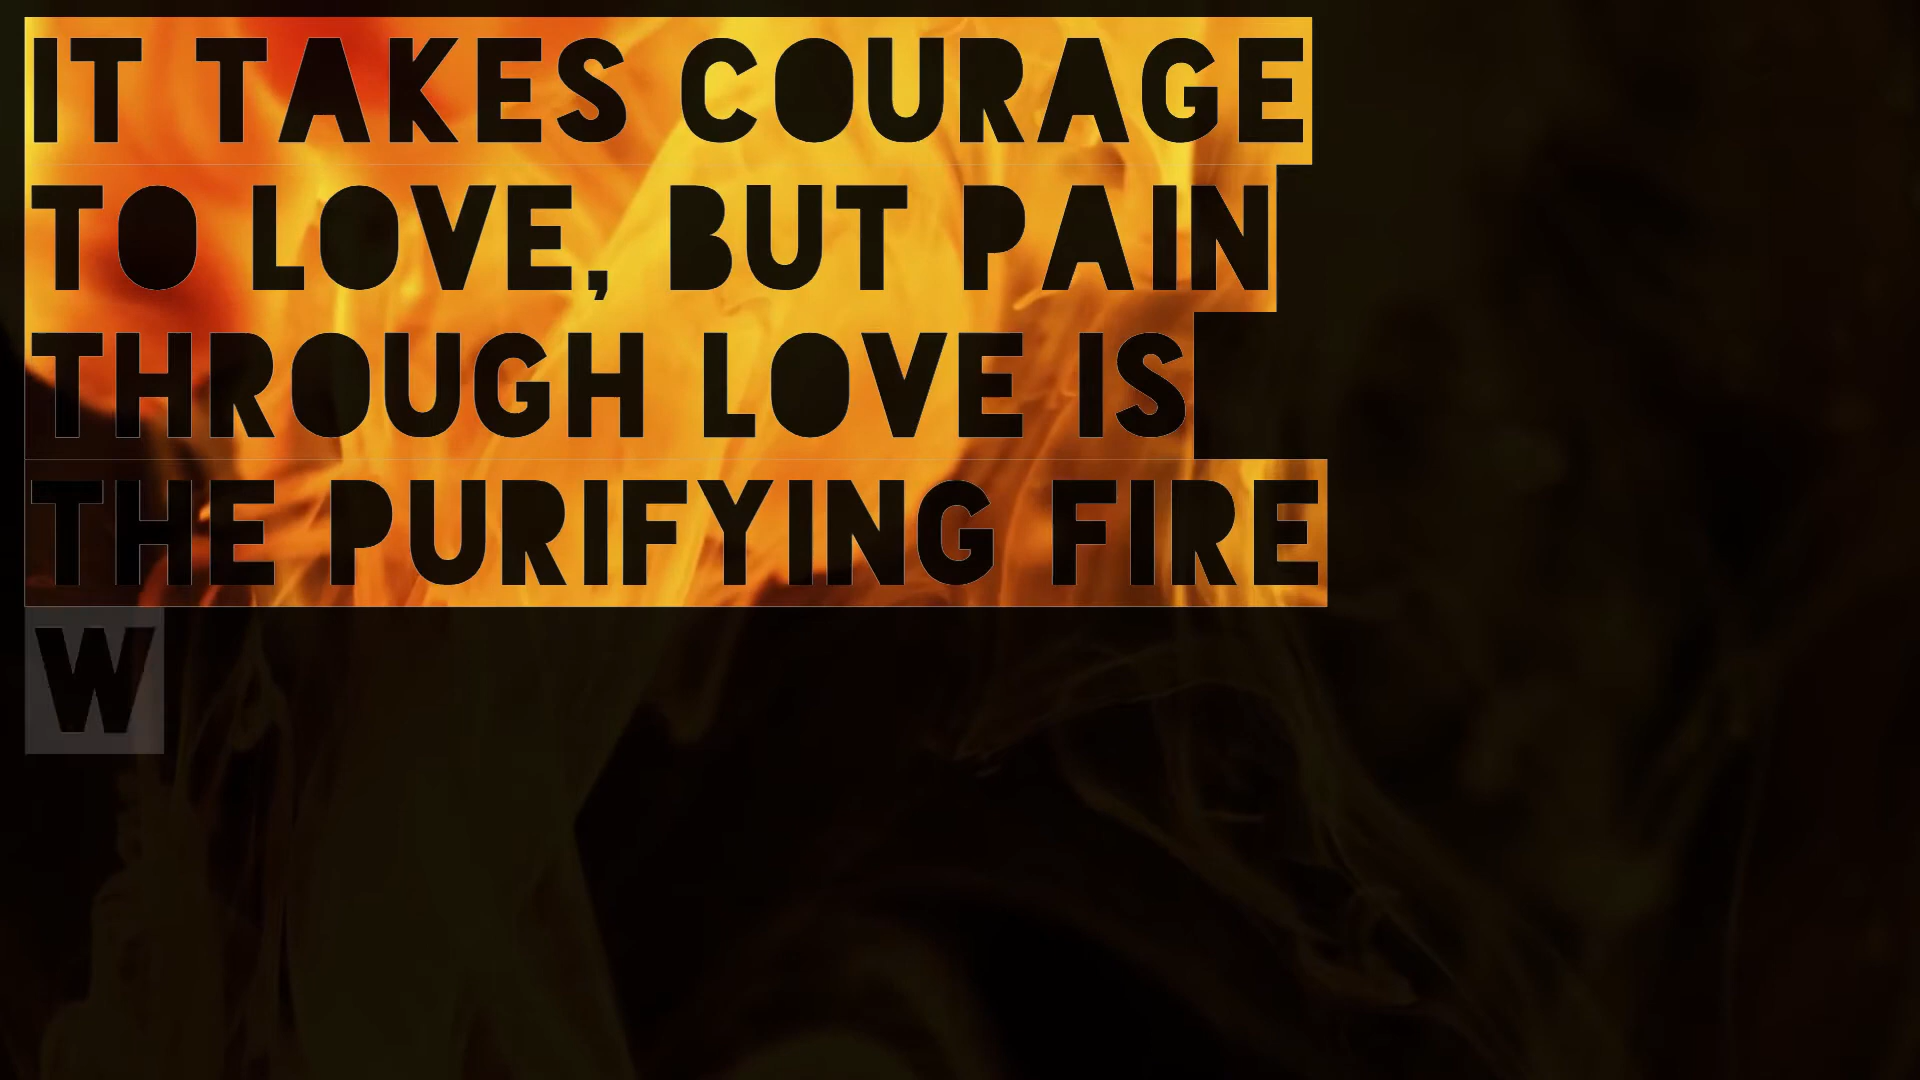 IT TAKES COURAGE
TO LOVE, BUT PAIN
THROUGH LOVE IS
THE PURIFYING FIRE
W